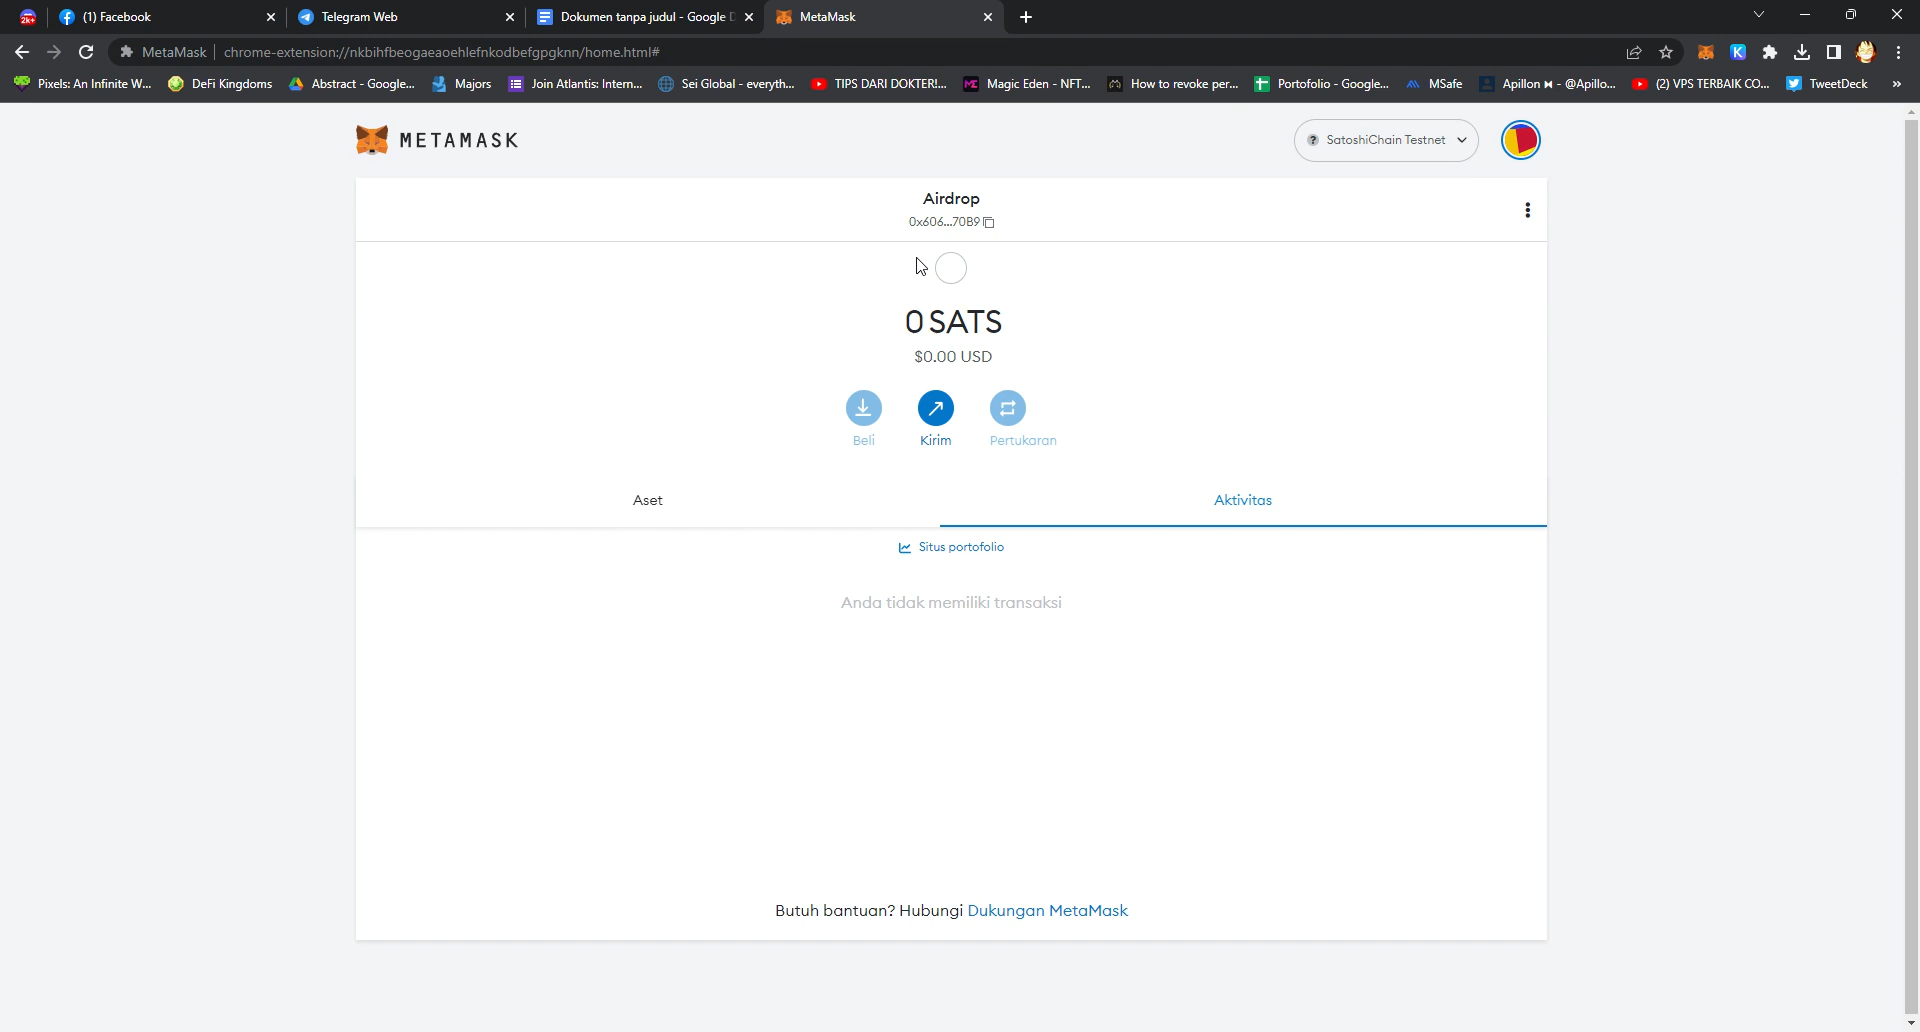 2k+
(1) Facebook
Telegram Web
Dokumen tanpa judul - Google D
MetaMask
MetaMask
chrome-extension://nkbihfbeogaeaoehlefnkodbefgpgknn/home.html#
K
Pixels: An Infinite W...
DeFi Kingdoms
Abstract - Google...
Majors
Join Atlantis: Intern...
Sei Global - everyth...
TIPS DARI DOKTER!...
ME
Magic Eden - NFT...
How to revoke per...
Portofolio - Google...
MSafe
Apillon ⧓ - @Apillo...
(2) VPS TERBAIK CO...
TweetDeck
»
METAMASK
?
SatoshiChain Testnet
Airdrop
0x606...70B9
0 SATS
$0.00 USD
Beli
Kirim
Pertukaran
Aset
Aktivitas
Situs portofolio
Anda tidak memiliki transaksi
Butuh bantuan? Hubungi Dukungan MetaMask